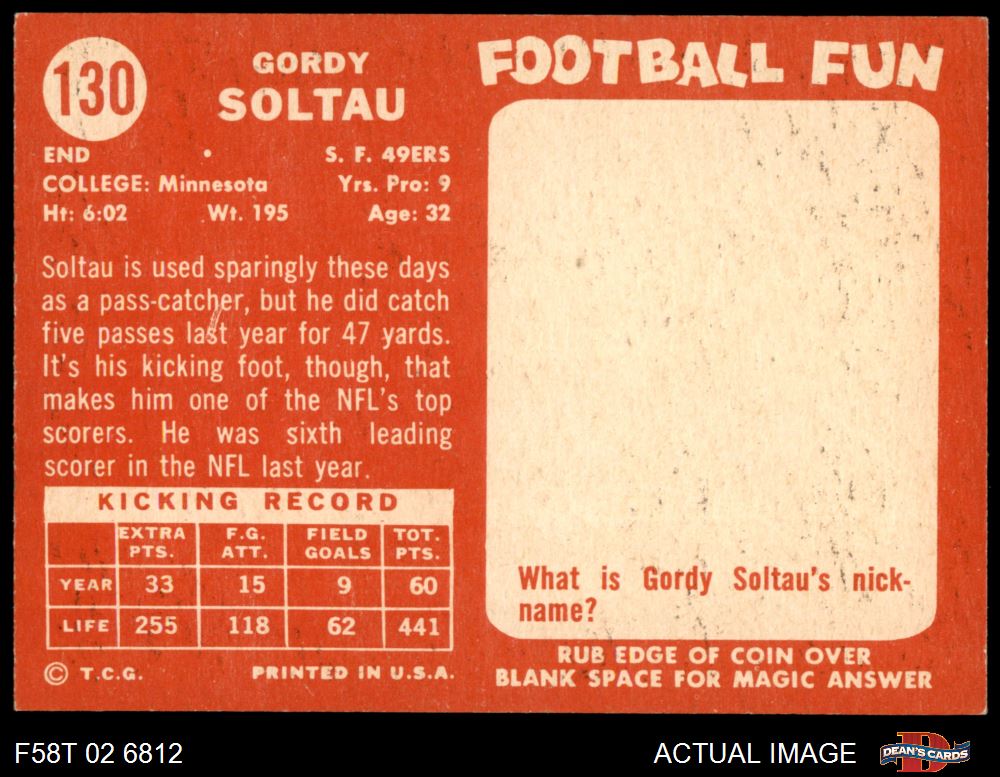 130
GORDY
SOLTAU
END • S. F. 49ERS
COLLEGE: Minnesota Yrs. Pro: 9
Ht: 6:02 Wt. 195 Age: 32
Soltau is used sparingly these days
as a pass-catcher, but he did catch
five passes last year for 47 yards.
It's his kicking foot, though, that
makes him one of the NFL's top
scorers. He was sixth leading
scorer in the NFL last year.
KICKING RECORD
EXTRA PTS. F.G. ATT. FIELD GOALS TOT. PTS.
YEAR 33 15 9 60
LIFE 255 118 62 441
© T.C.G. PRINTED IN U.S.A.
FOOTBALL FUN
What is Gordy Soltau's nick-
name?
RUB EDGE OF COIN OVER
BLANK SPACE FOR MAGIC ANSWER
F58T 02 6812
ACTUAL IMAGE
D
DEAN'S CARDS